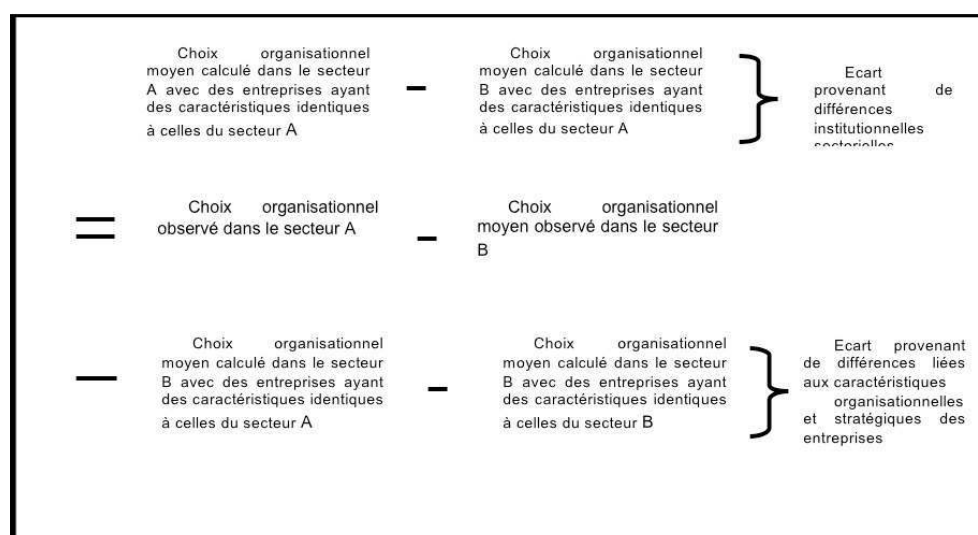 Choix organisationnel
moyen calculé dans le secteur
A avec des entreprises ayant
des caractéristiques identiques
à celles du secteur A
-
Choix organisationnel
moyen calculé dans le secteur
B avec des entreprises ayant
des caractéristiques identiques
à celles du secteur A
}
Ecart
provenant de
différences
institutionnelles
sectorielles
=
Choix organisationnel
observé dans le secteur A
-
Choix organisationnel
moyen observé dans le secteur
B
-
Choix organisationnel
moyen calculé dans le secteur
B avec des entreprises ayant
des caractéristiques identiques
à celles du secteur A
-
Choix organisationnel
moyen calculé dans le secteur
B avec des entreprises ayant
des caractéristiques identiques
à celles du secteur B
}
Ecart provenant
de différences liées
aux caractéristiques
organisationnelles
et stratégiques des
entreprises